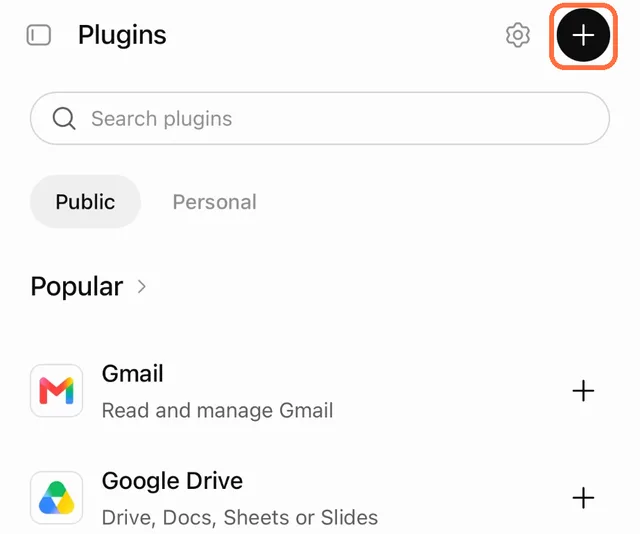 Plugins
Search plugins
Public
Personal
Popular
Gmail
Read and manage Gmail
Google Drive
Drive, Docs, Sheets or Slides